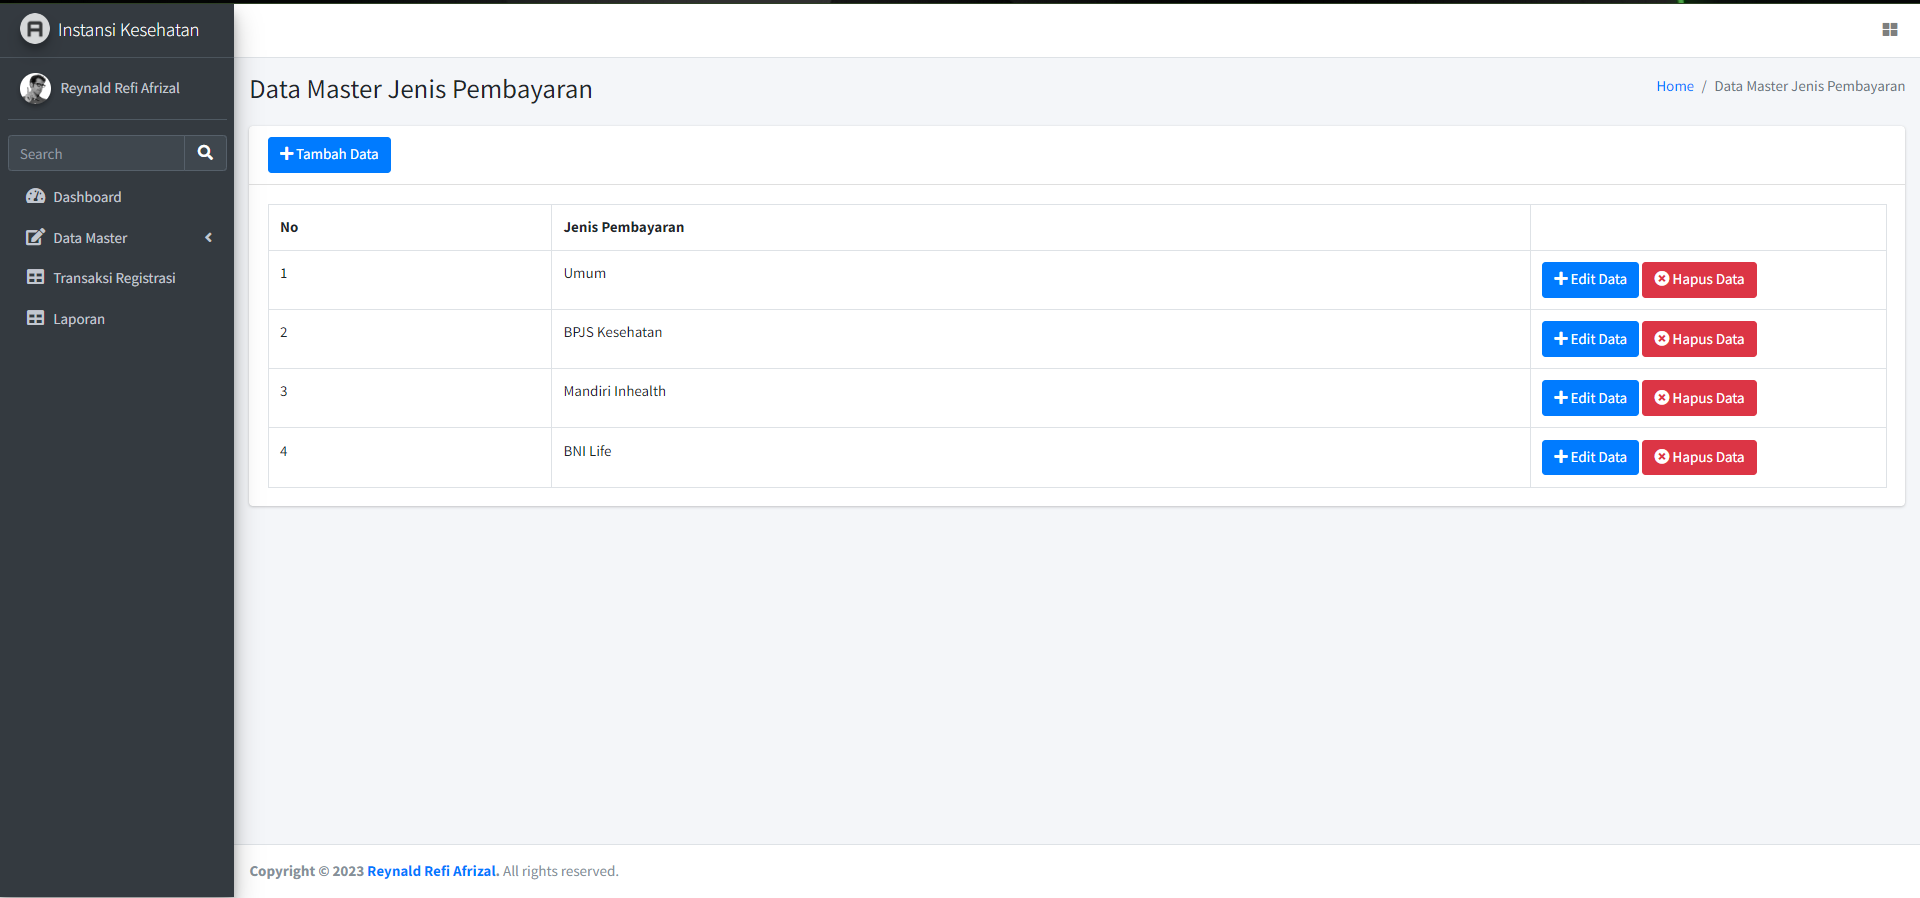 Instansi Kesehatan
Reynald Refi Afrizal
Search
Dashboard
Data Master
Transaksi Registrasi
Laporan
Data Master Jenis Pembayaran
Home / Data Master Jenis Pembayaran
Tambah Data
No Jenis Pembayaran
1 Umum Edit Data Hapus Data
2 BPJS Kesehatan Edit Data Hapus Data
3 Mandiri Inhealth Edit Data Hapus Data
4 BNI Life Edit Data Hapus Data
Copyright © 2023 Reynald Refi Afrizal. All rights reserved.